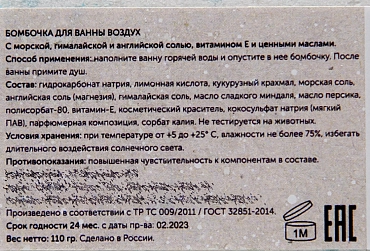 БОМБОЧКА ДЛЯ ВАННЫ ВОЗДУХ
С морской, гималайской и английской солью, витамином Е и ценными маслами.
Способ применения:.наполните ванну горячей воды и опустите в нее бомбочку. После
ванны примите душ.
Состав: гидрокарбонат натрия, лимонная кислота, кукурузный крахмал, морская соль,
английская соль (магнезия), гималайская соль, масло сладкого миндаля, масло персика,
полисорбат-80, витамин-Е, косметический краситель, кокосульфат натрия (мягкий
ПАВ), парфюмерная композиция, сорбат калия. Не тестируется на животных.
Условия хранения: при температуре от +5 до +25° С, влажности не более 75%, избегать
длительного воздействия солнечного света.
Противопоказания: повышенная чувствительность к компонентам в составе.
Произведено в соответствии с ТР ТС 009/2011 / ГОСТ 32851-2014.
Срок годности 24 мес. с даты пр-ва: 02.2023
Вес: 110 гр. Сделано в России.
1М
ЕАС